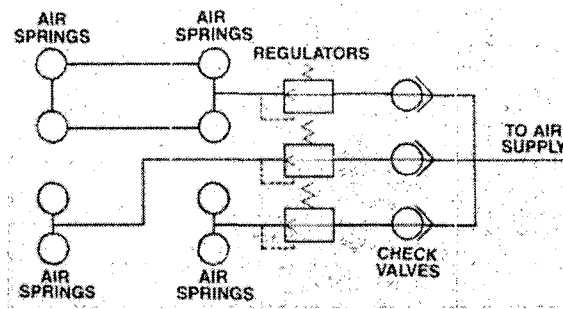 AIR
SPRINGS
AIR
SPRINGS
REGULATORS
TO AIR
SUPPLY
CHECK
VALVES
AIR
SPRINGS
AIR
SPRINGS